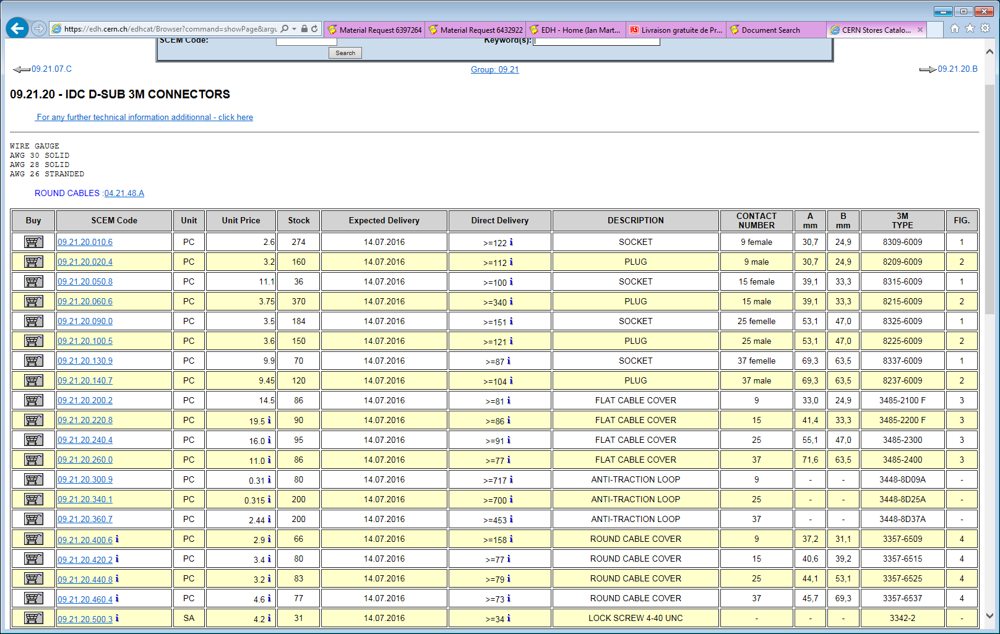 https://edh.cern.ch/edhcat/Browser?command=showPage&argu
Material Request 6397264
Material Request 6432922
EDH - Home (Ian Mart...
RS Livraison gratuite de Pr...
Document Search
CERN Stores Catalo...
SCEM Code: Keyword(s):
Search
09.21.07.C Group: 09.21 09.21.20.B
09.21.20 - IDC D-SUB 3M CONNECTORS
For any further technical information additionnal - click here
WIRE GAUGE
AWG 30 SOLID
AWG 28 SOLID
AWG 26 STRANDED
ROUND CABLES :04.21.48.A
Buy SCEM Code Unit Unit Price Stock Expected Delivery Direct Delivery DESCRIPTION CONTACT NUMBER A mm B mm 3M TYPE FIG.
09.21.20.010.6 PC 2.6 274 14.07.2016 >=122 i SOCKET 9 female 30,7 24,9 8309-6009 1
09.21.20.020.4 PC 3.2 160 14.07.2016 >=112 i PLUG 9 male 30,7 24,9 8209-6009 2
09.21.20.050.8 PC 11.1 36 14.07.2016 >=100 i SOCKET 15 female 39,1 33,3 8315-6009 1
09.21.20.060.6 PC 3.75 370 14.07.2016 >=340 i PLUG 15 male 39,1 33,3 8215-6009 2
09.21.20.090.0 PC 3.5 184 14.07.2016 >=151 i SOCKET 25 femelle 53,1 47,0 8325-6009 1
09.21.20.100.5 PC 3.6 150 14.07.2016 >=121 i PLUG 25 male 53,1 47,0 8225-6009 2
09.21.20.130.9 PC 9.9 70 14.07.2016 >=87 i SOCKET 37 femelle 69,3 63,5 8337-6009 1
09.21.20.140.7 PC 9.45 120 14.07.2016 >=104 i PLUG 37 male 69,3 63,5 8237-6009 2
09.21.20.200.2 PC 14.5 86 14.07.2016 >=81 i FLAT CABLE COVER 9 33,0 24,9 3485-2100 F 3
09.21.20.220.8 PC 19.5 i 90 14.07.2016 >=86 i FLAT CABLE COVER 15 41,4 33,3 3485-2200 F 3
09.21.20.240.4 PC 16.0 i 95 14.07.2016 >=91 i FLAT CABLE COVER 25 55,1 47,0 3485-2300 3
09.21.20.260.0 PC 11.0 i 86 14.07.2016 >=77 i FLAT CABLE COVER 37 71,6 63,5 3485-2400 3
09.21.20.300.9 PC 0.31 i 80 14.07.2016 >=717 i ANTI-TRACTION LOOP 9 - - 3448-8D09A -
09.21.20.340.1 PC 0.315 i 200 14.07.2016 >=700 i ANTI-TRACTION LOOP 25 - - 3448-8D25A -
09.21.20.360.7 PC 2.44 i 200 14.07.2016 >=453 i ANTI-TRACTION LOOP 37 - - 3448-8D37A -
09.21.20.400.6 i PC 2.9 i 66 14.07.2016 >=158 i ROUND CABLE COVER 9 37,2 31,1 3357-6509 4
09.21.20.420.2 i PC 3.4 i 80 14.07.2016 >=77 i ROUND CABLE COVER 15 40,6 39,2 3357-6515 4
09.21.20.440.8 i PC 3.2 i 83 14.07.2016 >=79 i ROUND CABLE COVER 25 44,1 53,1 3357-6525 4
09.21.20.460.4 i PC 4.6 i 77 14.07.2016 >=73 i ROUND CABLE COVER 37 45,7 69,3 3357-6537 4
09.21.20.500.3 i SA 4.2 i 31 14.07.2016 >=34 i LOCK SCREW 4-40 UNC - - - 3342-2 -